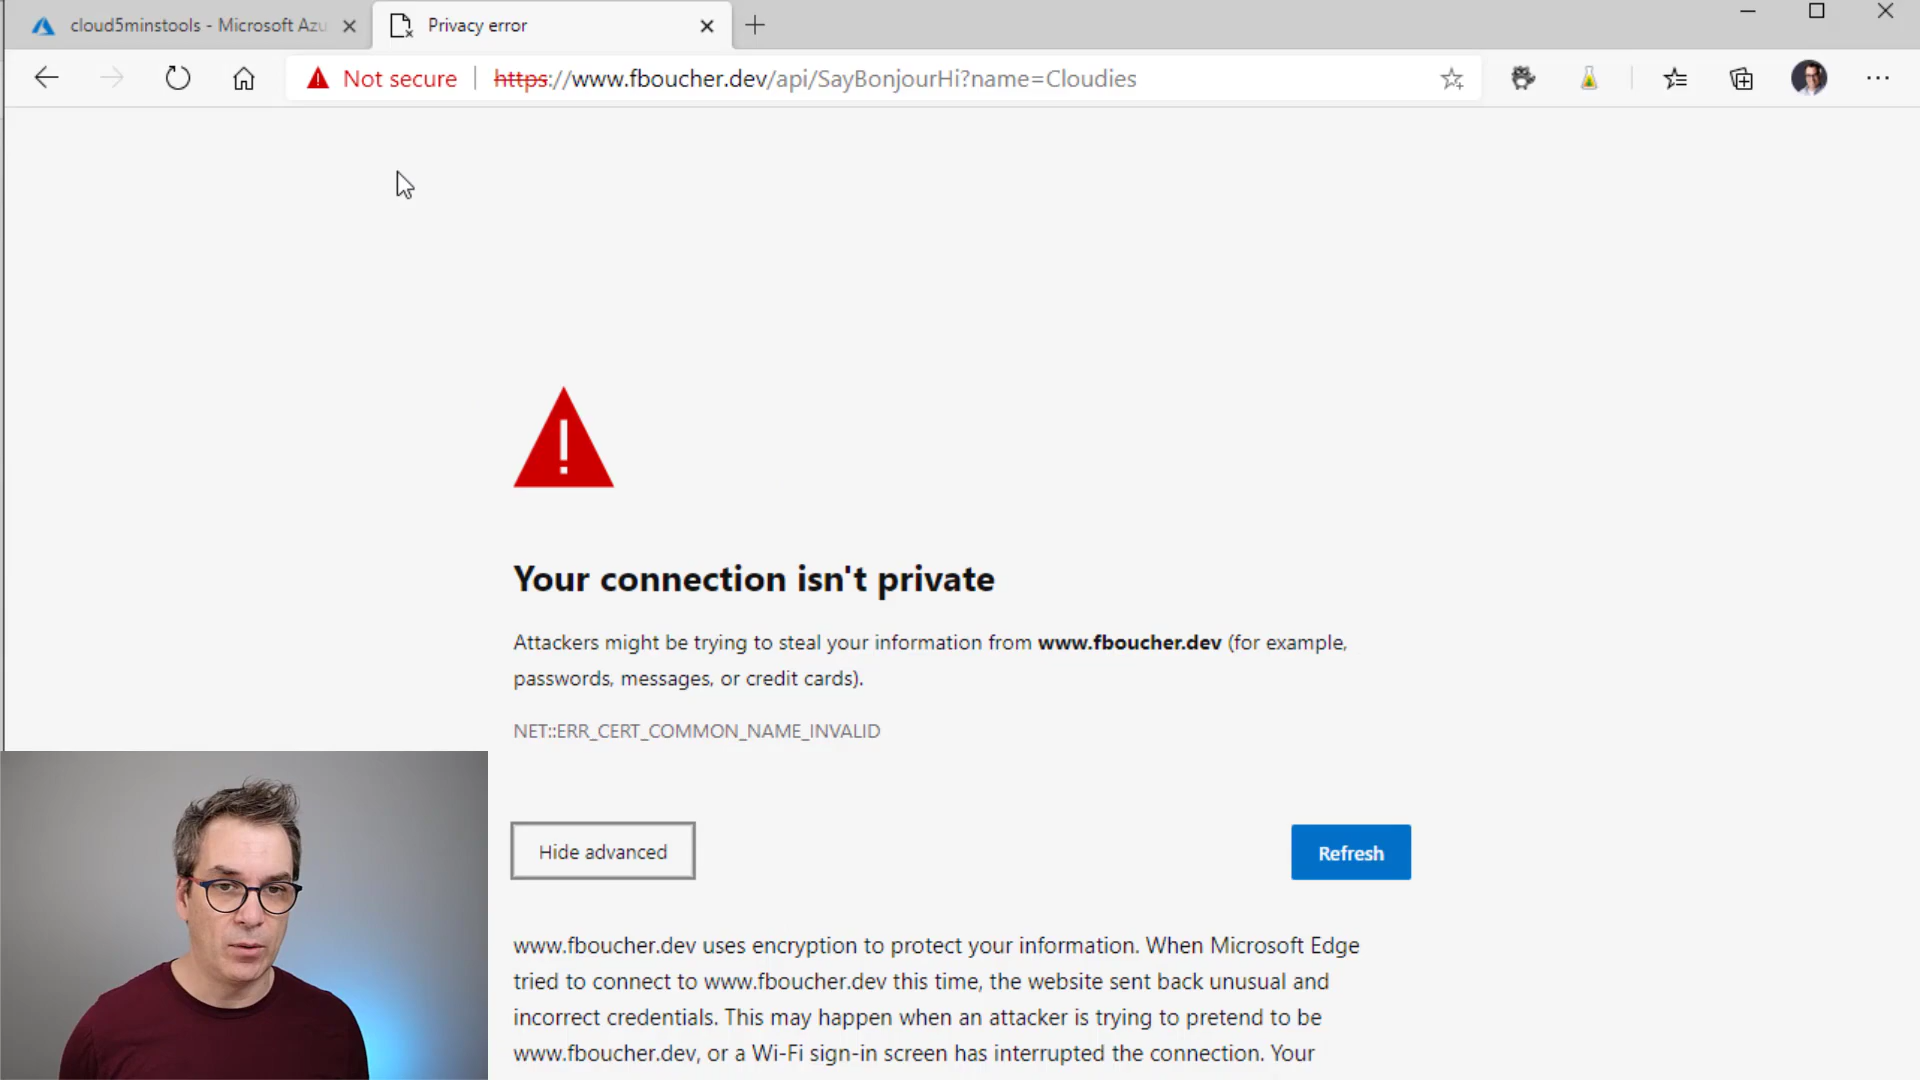 cloud5minstools - Microsoft Azu
Privacy error
Not secure
https://www.fboucher.dev/api/SayBonjourHi?name=Cloudies
Your connection isn't private
Attackers might be trying to steal your information from www.fboucher.dev (for example,
passwords, messages, or credit cards).
NET::ERR_CERT_COMMON_NAME_INVALID
Hide advanced
Refresh
www.fboucher.dev uses encryption to protect your information. When Microsoft Edge
tried to connect to www.fboucher.dev this time, the website sent back unusual and
incorrect credentials. This may happen when an attacker is trying to pretend to be
www.fboucher.dev, or a Wi-Fi sign-in screen has interrupted the connection. Your